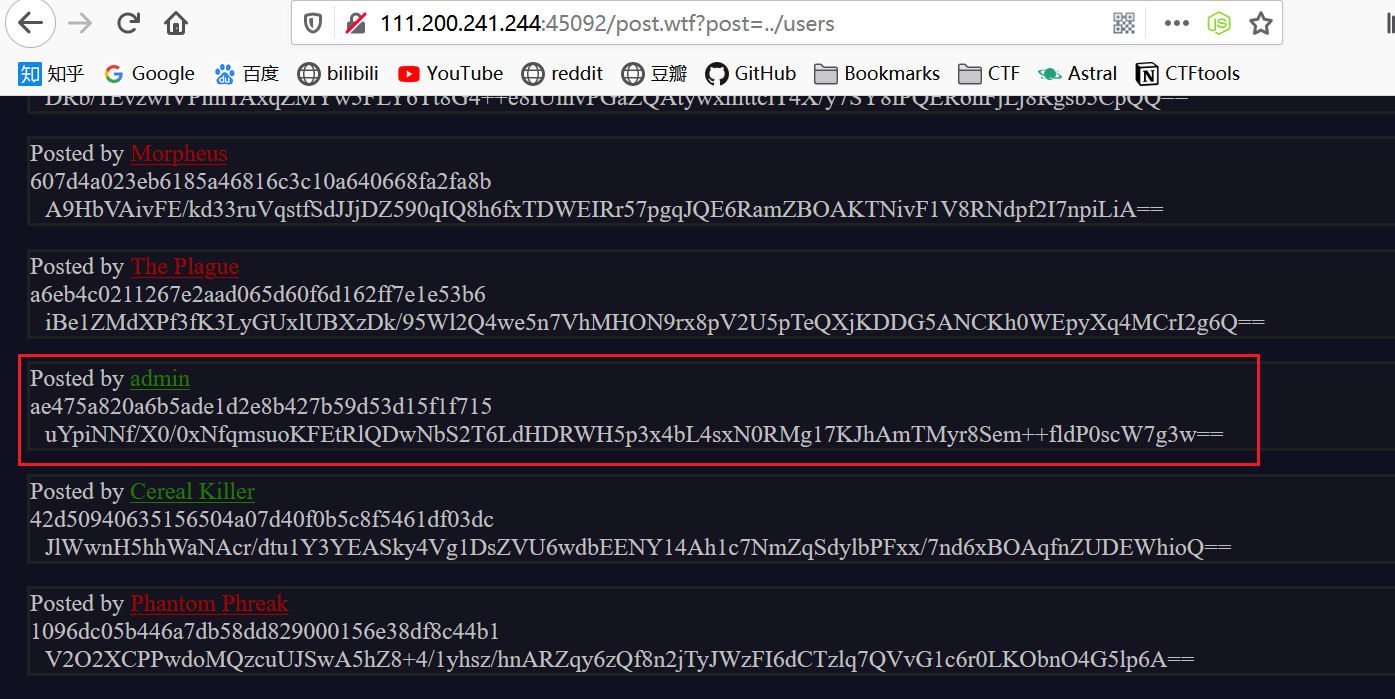 111.200.241.244:45092/post.wtf?post=../users
知 知乎 Google 百度 bilibili YouTube reddit 豆瓣 GitHub Bookmarks CTF Astral CTFtools
Posted by Morpheus
607d4a023eb6185a46816c3c10a640668fa2fa8b
A9HbVAivFE/kd33ruVqstfSdJJjDZ590qIQ8h6fxTDWEIRr57pgqJQE6RamZBOAKTNivF1V8RNdpf2I7npiLiA==
Posted by The Plague
a6eb4c0211267e2aad065d60f6d162ff7e1e53b6
iBe1ZMdXPf3fK3LyGUxlUBXzDk/95Wl2Q4we5n7VhMHON9rx8pV2U5pTeQXjKDDG5ANCKh0WEpyXq4MCrI2g6Q==
Posted by admin
ae475a820a6b5ade1d2e8b427b59d53d15f1f715
uYpiNNf/X0/0xNfqmsuoKFEtRlQDwNbS2T6LdHDRWH5p3x4bL4sxN0RMg17KJhAmTMyr8Sem++fldP0scW7g3w==
Posted by Cereal Killer
42d50940635156504a07d40f0b5c8f5461df03dc
JlWwnH5hhWaNAcr/dtu1Y3YEASky4Vg1DsZVU6wdbEENY14Ah1c7NmZqSdylbPFxx/7nd6xBOAqfnZUDEWhioQ==
Posted by Phantom Phreak
1096dc05b446a7db58dd829000156e38df8c44b1
V2O2XCPPwdoMQzcuUJSwA5hZ8+4/1yhsz/hnARZqy6zQf8n2jTyJWzFI6dCTzlq7QVvG1c6r0LKObnO4G5lp6A==